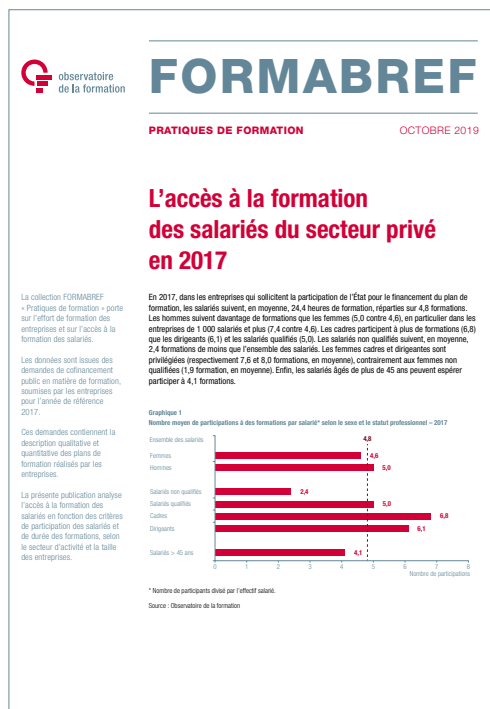 observatoire
de la formation
FORMABREF
PRATIQUES DE FORMATION
OCTOBRE 2019
L'accès à la formation
des salariés du secteur privé
en 2017
La collection FORMABREF
« Pratiques de formation » porte
sur l'effort de formation des
entreprises et sur l'accès à la
formation des salariés.
Les données sont issues des
demandes de cofinancement
public en matière de formation,
soumises par les entreprises
pour l'année de référence
2017.
Ces demandes contiennent la
description qualitative et
quantitative des plans de
formation réalisés par les
entreprises.
La présente publication analyse
l'accès à la formation des
salariés en fonction des critères
de participation des salariés et
de durée des formations, selon
le secteur d'activité et la taille
des entreprises.
En 2017, dans les entreprises qui sollicitent la participation de l'État pour le financement du plan de
formation, les salariés suivent, en moyenne, 24,4 heures de formation, réparties sur 4,8 formations.
Les hommes suivent davantage de formations que les femmes (5,0 contre 4,6), en particulier dans les
entreprises de 1 000 salariés et plus (7,4 contre 4,6). Les cadres participent à plus de formations (6,8)
que les dirigeants (6,1) et les salariés qualifiés (5,0). Les salariés non qualifiés suivent, en moyenne,
2,4 formations de moins que l'ensemble des salariés. Les femmes cadres et dirigeantes sont
privilégiées (respectivement 7,6 et 8,0 formations, en moyenne), contrairement aux femmes non
qualifiées (1,9 formation, en moyenne). Enfin, les salariés âgés de plus de 45 ans peuvent espérer
participer à 4,1 formations.
Graphique 1
Nombre moyen de participations à des formations par salarié* selon le sexe et le statut professionnel – 2017
Ensemble des salariés 4,8
Femmes 4,6
Hommes 5,0
Salariés non qualifiés 2,4
Salariés qualifiés 5,0
Cadres 6,8
Dirigeants 6,1
Salariés > 45 ans 4,1
0 1 2 3 4 5 6 7 8
Nombre de participations
* Nombre de participants divisé par l'effectif salarié.
Source : Observatoire de la formation